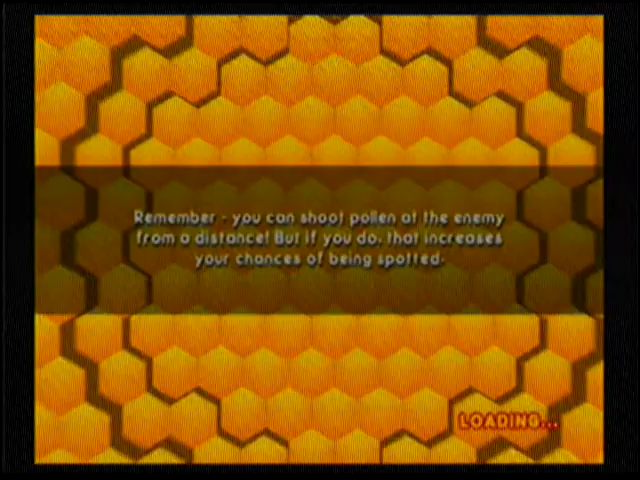 Remember - you can shoot pollen at the enemy
from a distance! But if you do, that increases
your chances of being spotted.
LOADING...